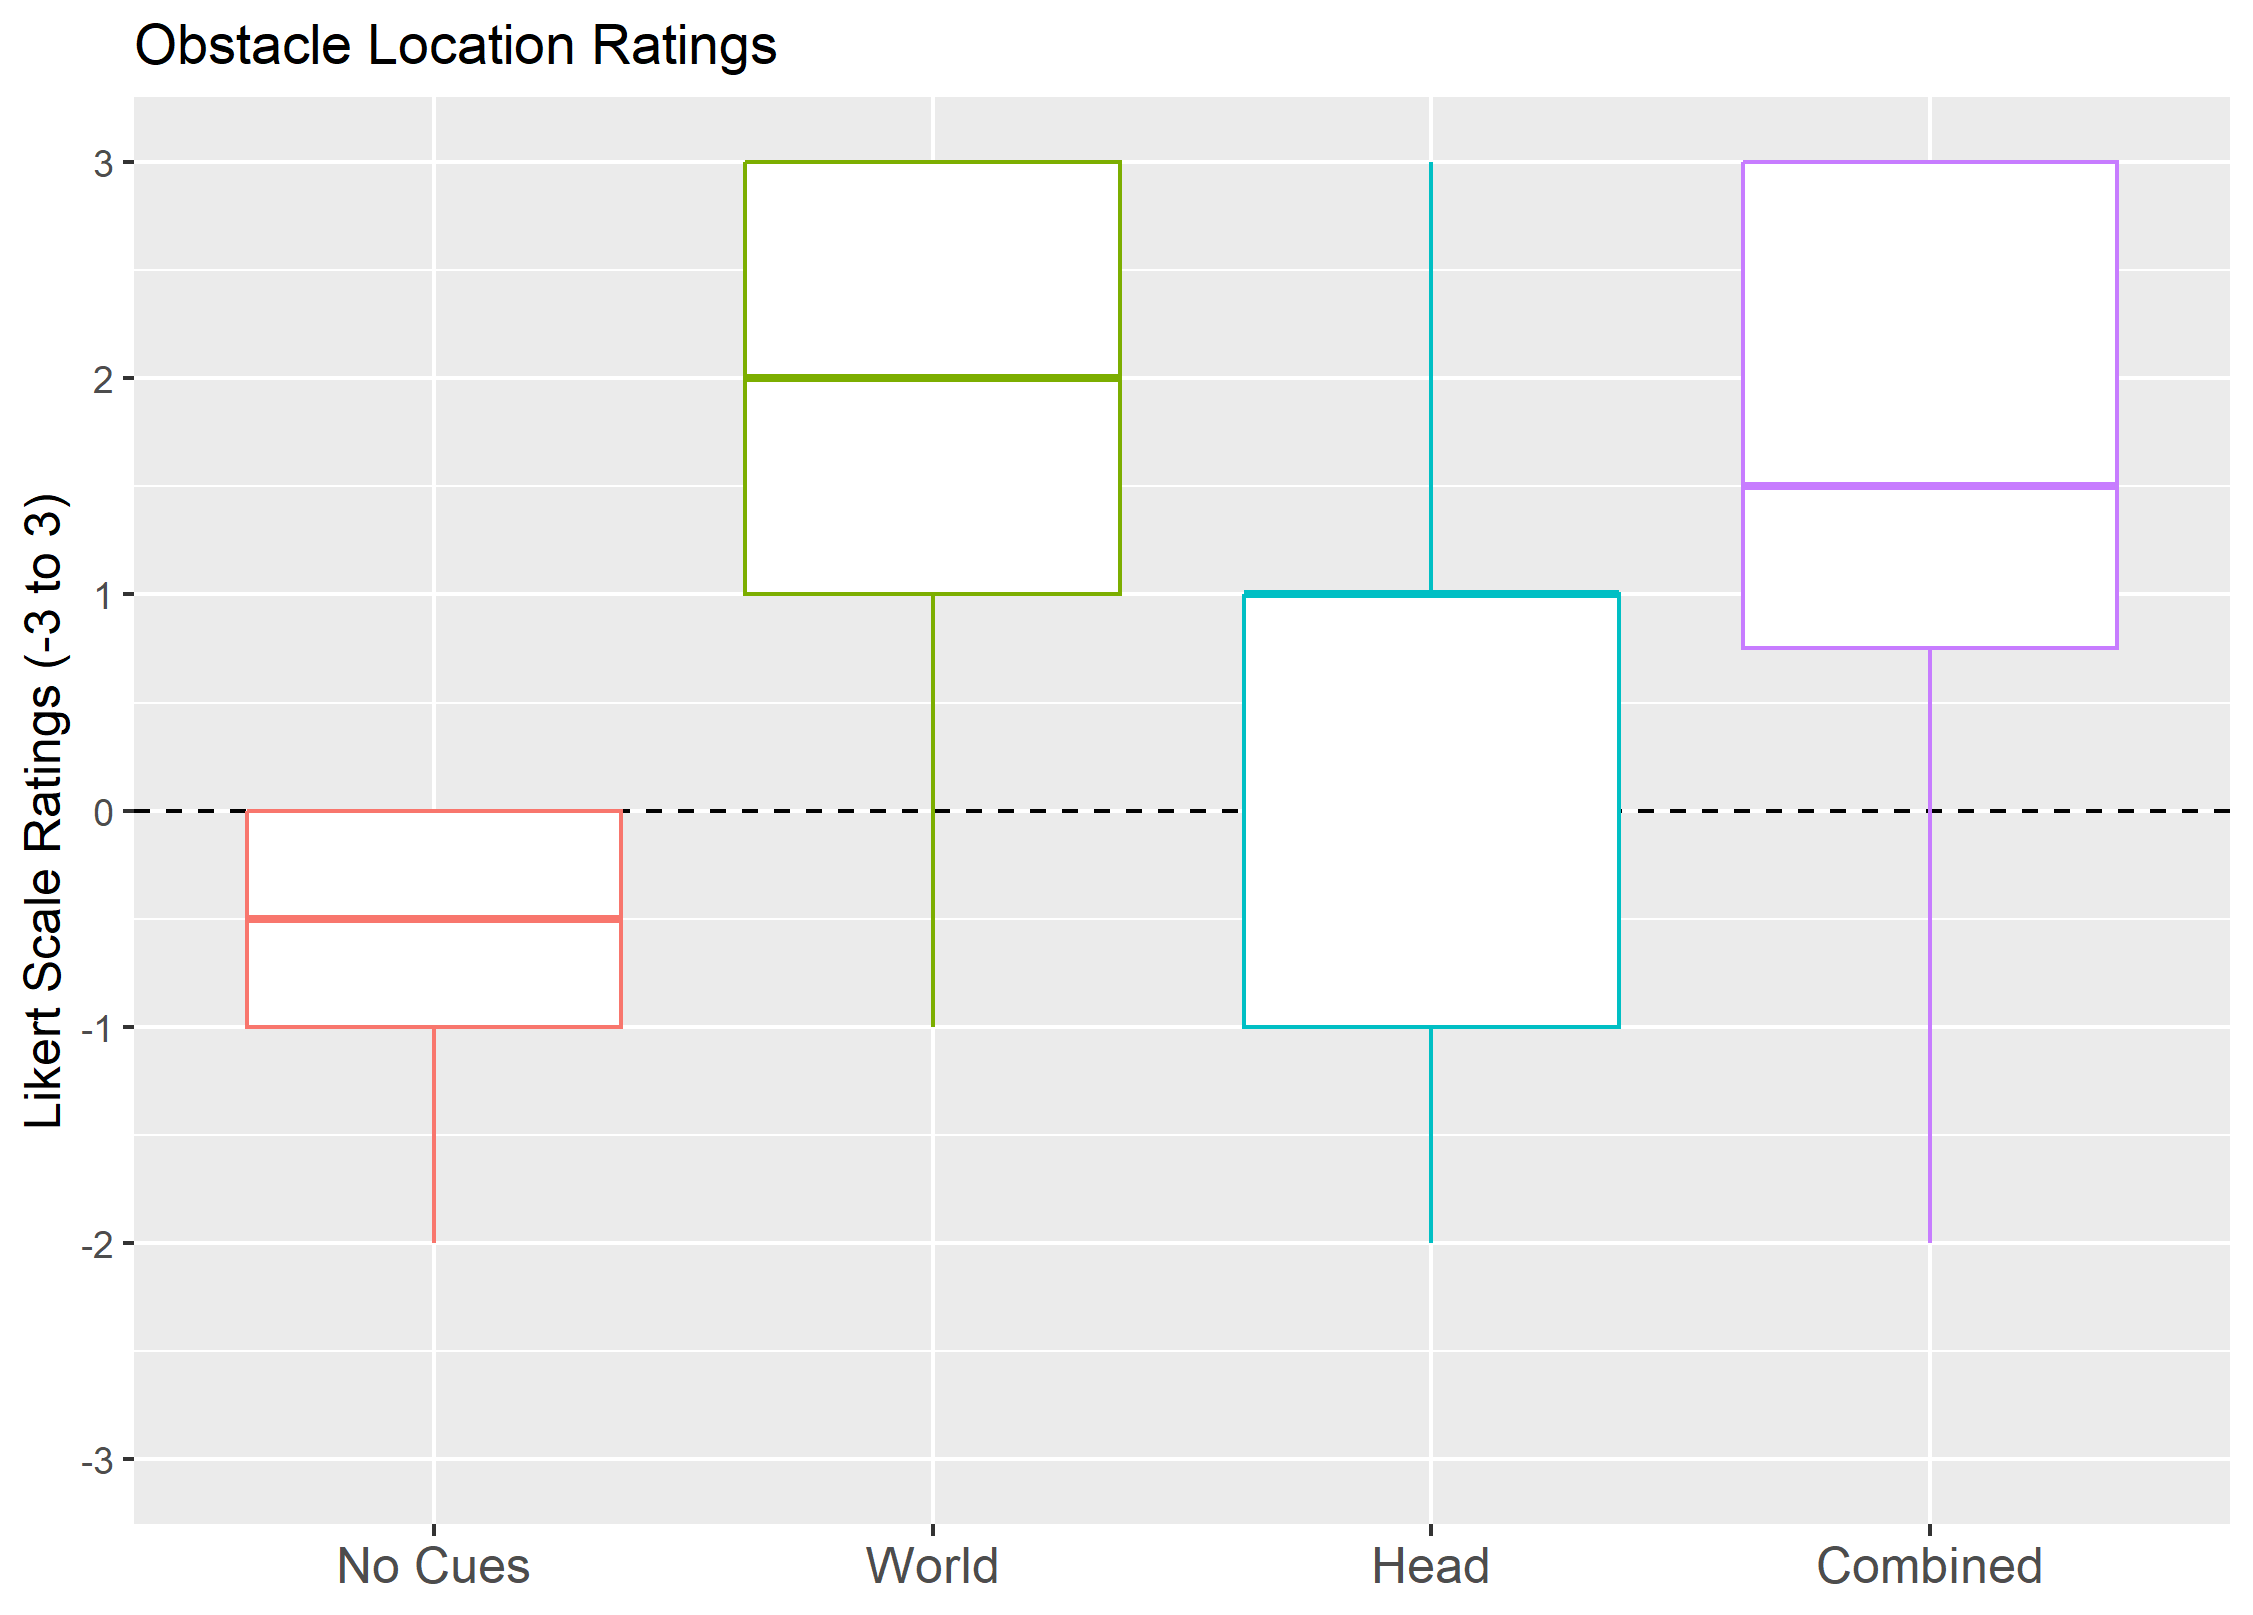 Obstacle Location Ratings
Likert Scale Ratings (-3 to 3)
3
2
1
0
-1
-2
-3
No Cues
World
Head
Combined